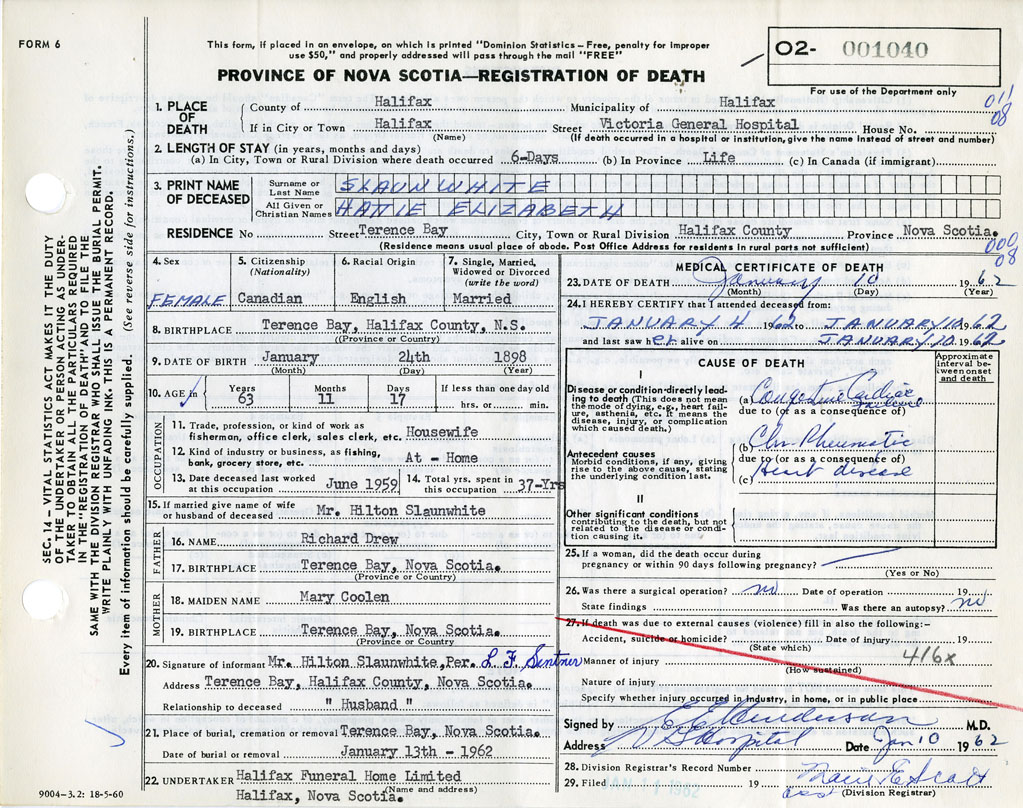 FORM 6
This form, if placed in an envelope, on which is printed "Dominion Statistics – Free, penalty for improper
use $50," and properly addressed will pass through the mail "FREE"
PROVINCE OF NOVA SCOTIA—REGISTRATION OF DEATH
O2- 001040
For use of the Department only
011
08
1. PLACE OF DEATH
County of Halifax Municipality of Halifax
If in City or Town Halifax Street Victoria General Hospital House No.
(Name) (If death occurred in a hospital or institution, give the name instead of street and number)
2. LENGTH OF STAY (in years, months and days)
(a) In City, Town or Rural Division where death occurred 6-Days (b) In Province Life (c) In Canada (if immigrant)
3. PRINT NAME OF DECEASED
Surname or Last Name SLAUNWHITE
All Given or Christian Names HATTIE ELIZABETH
RESIDENCE No Street Terence Bay City, Town or Rural Division Halifax County Province Nova Scotia.
(Residence means usual place of abode. Post Office Address for residents in rural parts not sufficient)
000
08
4. Sex FEMALE
5. Citizenship (Nationality) Canadian
6. Racial Origin English
7. Single, Married, Widowed or Divorced (write the word) Married
8. BIRTHPLACE Terence Bay, Halifax County, N.S.
(Province or Country)
9. DATE OF BIRTH January 24th 1898
(Month) (Day) (Year)
10. AGE Years 63 Months 11 Days 17 If less than one day old hrs. or min.
OCCUPATION
11. Trade, profession, or kind of work as fisherman, office clerk, sales clerk, etc. Housewife
12. Kind of industry or business, as fishing, bank, grocery store, etc. At - Home
13. Date deceased last worked at this occupation June 1959
14. Total yrs. spent in this occupation 37-Yrs
15. If married give name of wife or husband of deceased Mr. Hilton Slaunwhite
FATHER
16. NAME Richard Drew
17. BIRTHPLACE Terence Bay, Nova Scotia.
(Province or Country)
MOTHER
18. MAIDEN NAME Mary Coolen
19. BIRTHPLACE Terence Bay, Nova Scotia.
(Province or Country
20. Signature of informant Mr. Hilton Slaunwhite, Per. L F Sentner
Address Terence Bay, Halifax County, Nova Scotia.
Relationship to deceased " Husband "
21. Place of burial, cremation or removal Terence Bay, Nova Scotia.
Date of burial or removal January 13th - 1962
22. UNDERTAKER Halifax Funeral Home Limited
(Name and address)
Halifax, Nova Scotia.
MEDICAL CERTIFICATE OF DEATH
23. DATE OF DEATH January 10 1962
(Month) (Day) (Year)
24. I HEREBY CERTIFY that I attended deceased from:
JANUARY 4 1962 to JANUARY 10 1962
and last saw her alive on JANUARY 10 1962
CAUSE OF DEATH
Approximate interval between onset and death
I
Disease or condition directly leading to death (This does not mean the mode of dying, e.g., heart failure, asthenia, etc. It means the disease, injury, or complication which caused death.)
(a) Congestive Cardiac failure
due to (or as a consequence of)
Antecedent causes
Morbid conditions, if any, giving rise to the above cause, stating the underlying condition last.
(b) Chr Rheumatic
due to (or as a consequence of)
(c) Heart disease
II
Other significant conditions contributing to the death, but not related to the disease or condition causing it.
25. If a woman, did the death occur during pregnancy or within 90 days following pregnancy?
(Yes or No)
26. Was there a surgical operation? no Date of operation 19
State findings Was there an autopsy? no
27. If death was due to external causes (violence) fill in also the following:–
Accident, suicide or homicide? Date of injury 19
(State which)
416x
Manner of injury
(How sustained)
Nature of injury
Specify whether injury occurred in industry, in home, or in public place
Signed by E E Henderson M.D.
Address V G Hospital Date Jan 10 1962
28. Division Registrar's Record Number
29. Filed JAN 11 1962 19
(Division Registrar)
SEC. 14 – VITAL STATISTICS ACT MAKES IT THE DUTY
OF THE UNDERTAKER OR PERSON ACTING AS UNDER-
TAKER TO OBTAIN ALL THE PARTICULARS REQUIRED
IN THE "REGISTRATION OF DEATH" AND TO FILE THE
SAME WITH THE DIVISION REGISTRAR WHO SHALL ISSUE THE BURIAL PERMIT.
WRITE PLAINLY WITH UNFADING INK-THIS IS A PERMANENT RECORD.
Every item of information should be carefully supplied. (See reverse side for instructions.)
9004-3.2: 18-5-60